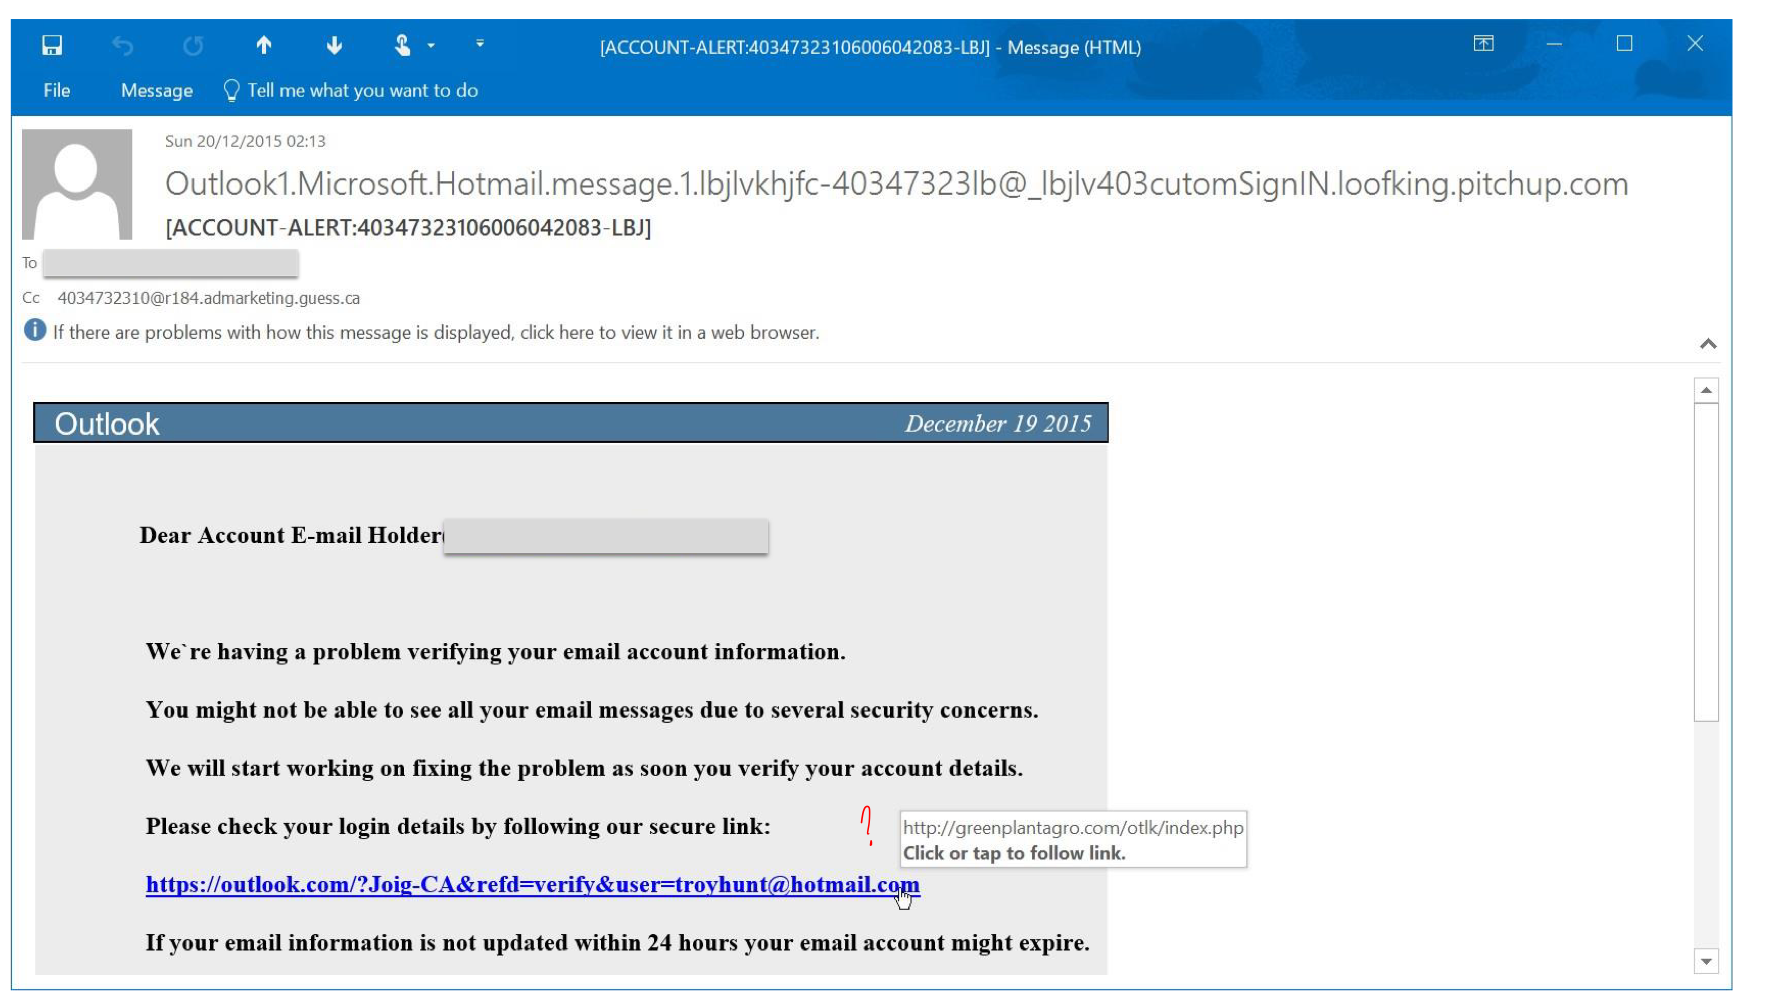 [ACCOUNT-ALERT:40347323106006042083-LBJ] - Message (HTML)
File Message Tell me what you want to do
Sun 20/12/2015 02:13
Outlook1.Microsoft.Hotmail.message.1.lbjlvkhjfc-40347323lb@_lbjlv403cutomSignIN.loofking.pitchup.com
[ACCOUNT-ALERT:40347323106006042083-LBJ]
To
Cc 4034732310@r184.admarketing.guess.ca
If there are problems with how this message is displayed, click here to view it in a web browser.
Outlook December 19 2015
Dear Account E-mail Holder
We`re having a problem verifying your email account information.
You might not be able to see all your email messages due to several security concerns.
We will start working on fixing the problem as soon you verify your account details.
Please check your login details by following our secure link:
?
http://greenplantagro.com/otlk/index.php
Click or tap to follow link.
https://outlook.com/?Joig-CA&refd=verify&user=troyhunt@hotmail.com
If your email information is not updated within 24 hours your email account might expire.